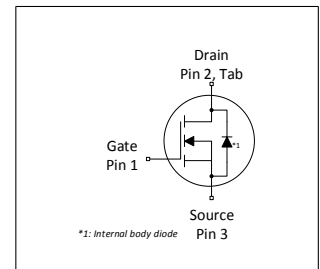 Drain
Pin 2, Tab
*1
Gate
Pin 1
Source
Pin 3
*1: Internal body diode